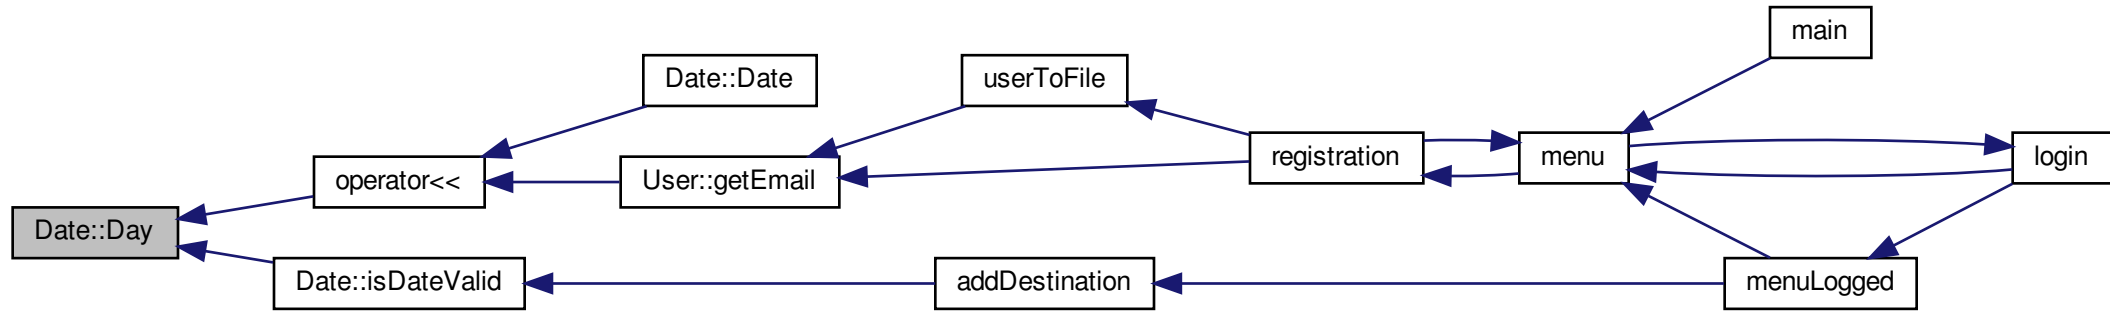 main
Date::Date
userToFile
registration
menu
login
operator<<
User::getEmail
Date::Day
Date::isDateValid
addDestination
menuLogged